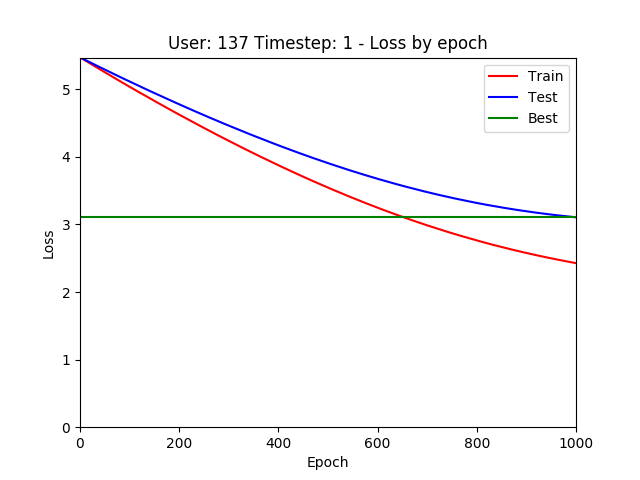 User: 137 Timestep: 1 - Loss by epoch
Train
Test
Best
5
4
3
2
1
0
Loss
0 200 400 600 800 1000
Epoch